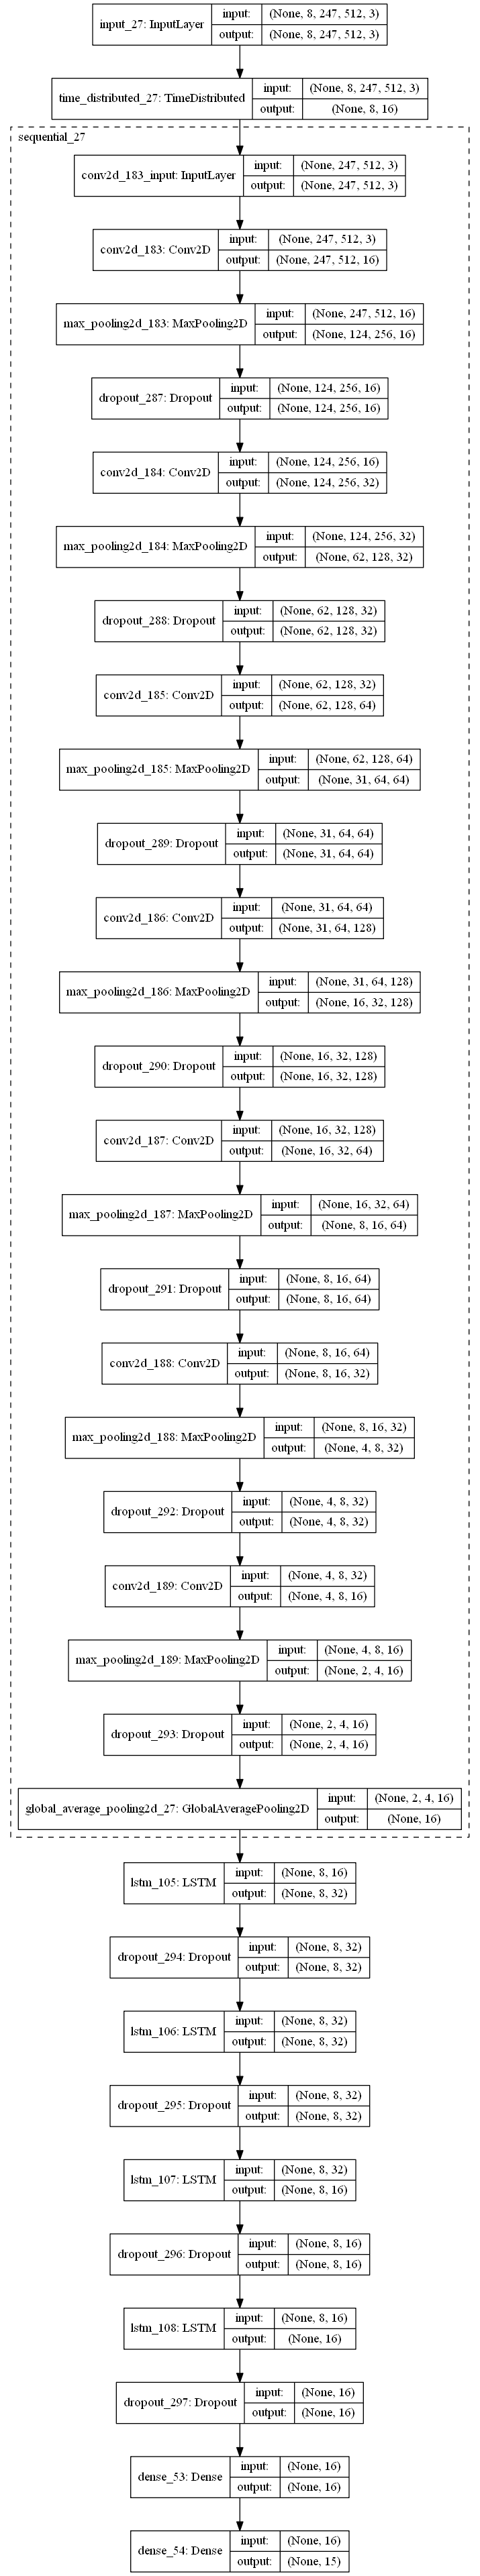 input_27: InputLayer
input: (None, 8, 247, 512, 3)
output: (None, 8, 247, 512, 3)
time_distributed_27: TimeDistributed
input: (None, 8, 247, 512, 3)
output: (None, 8, 16)
sequential_27
conv2d_183_input: InputLayer
input: (None, 247, 512, 3)
output: (None, 247, 512, 3)
conv2d_183: Conv2D
input: (None, 247, 512, 3)
output: (None, 247, 512, 16)
max_pooling2d_183: MaxPooling2D
input: (None, 247, 512, 16)
output: (None, 124, 256, 16)
dropout_287: Dropout
input: (None, 124, 256, 16)
output: (None, 124, 256, 16)
conv2d_184: Conv2D
input: (None, 124, 256, 16)
output: (None, 124, 256, 32)
max_pooling2d_184: MaxPooling2D
input: (None, 124, 256, 32)
output: (None, 62, 128, 32)
dropout_288: Dropout
input: (None, 62, 128, 32)
output: (None, 62, 128, 32)
conv2d_185: Conv2D
input: (None, 62, 128, 32)
output: (None, 62, 128, 64)
max_pooling2d_185: MaxPooling2D
input: (None, 62, 128, 64)
output: (None, 31, 64, 64)
dropout_289: Dropout
input: (None, 31, 64, 64)
output: (None, 31, 64, 64)
conv2d_186: Conv2D
input: (None, 31, 64, 64)
output: (None, 31, 64, 128)
max_pooling2d_186: MaxPooling2D
input: (None, 31, 64, 128)
output: (None, 16, 32, 128)
dropout_290: Dropout
input: (None, 16, 32, 128)
output: (None, 16, 32, 128)
conv2d_187: Conv2D
input: (None, 16, 32, 128)
output: (None, 16, 32, 64)
max_pooling2d_187: MaxPooling2D
input: (None, 16, 32, 64)
output: (None, 8, 16, 64)
dropout_291: Dropout
input: (None, 8, 16, 64)
output: (None, 8, 16, 64)
conv2d_188: Conv2D
input: (None, 8, 16, 64)
output: (None, 8, 16, 32)
max_pooling2d_188: MaxPooling2D
input: (None, 8, 16, 32)
output: (None, 4, 8, 32)
dropout_292: Dropout
input: (None, 4, 8, 32)
output: (None, 4, 8, 32)
conv2d_189: Conv2D
input: (None, 4, 8, 32)
output: (None, 4, 8, 16)
max_pooling2d_189: MaxPooling2D
input: (None, 4, 8, 16)
output: (None, 2, 4, 16)
dropout_293: Dropout
input: (None, 2, 4, 16)
output: (None, 2, 4, 16)
global_average_pooling2d_27: GlobalAveragePooling2D
input: (None, 2, 4, 16)
output: (None, 16)
lstm_105: LSTM
input: (None, 8, 16)
output: (None, 8, 32)
dropout_294: Dropout
input: (None, 8, 32)
output: (None, 8, 32)
lstm_106: LSTM
input: (None, 8, 32)
output: (None, 8, 32)
dropout_295: Dropout
input: (None, 8, 32)
output: (None, 8, 32)
lstm_107: LSTM
input: (None, 8, 32)
output: (None, 8, 16)
dropout_296: Dropout
input: (None, 8, 16)
output: (None, 8, 16)
lstm_108: LSTM
input: (None, 8, 16)
output: (None, 16)
dropout_297: Dropout
input: (None, 16)
output: (None, 16)
dense_53: Dense
input: (None, 16)
output: (None, 16)
dense_54: Dense
input: (None, 16)
output: (None, 15)